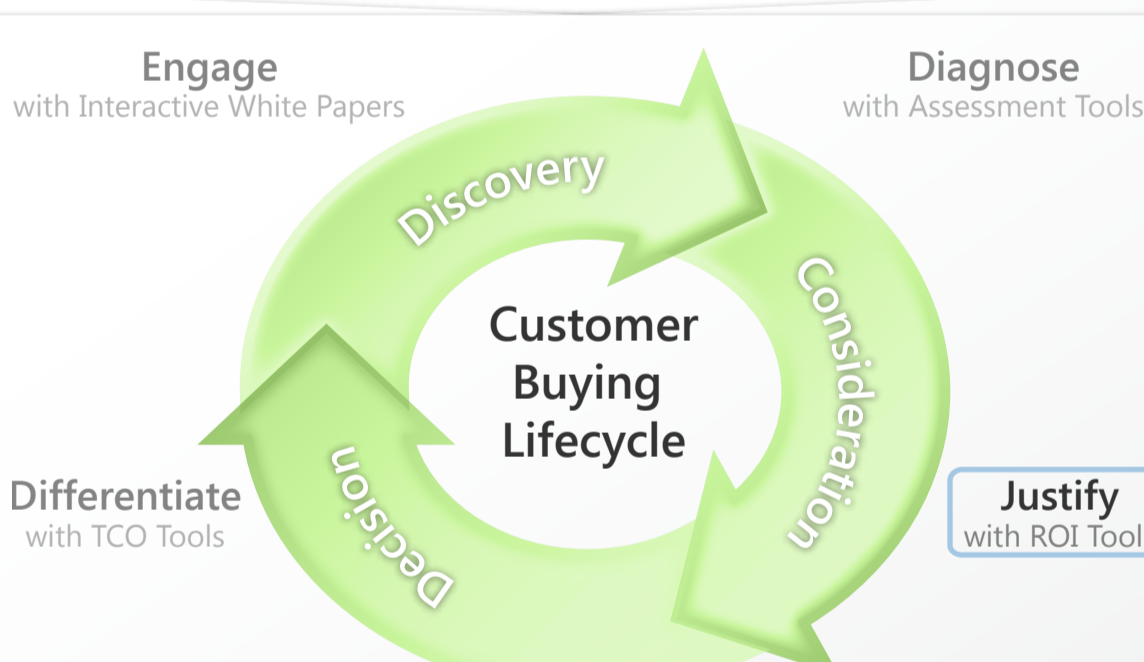 Engage
with Interactive White Papers
Diagnose
with Assessment Tools
Discovery
Consideration
Customer
Buying
Lifecycle
Decision
Differentiate
with TCO Tools
Justify
with ROI Tool